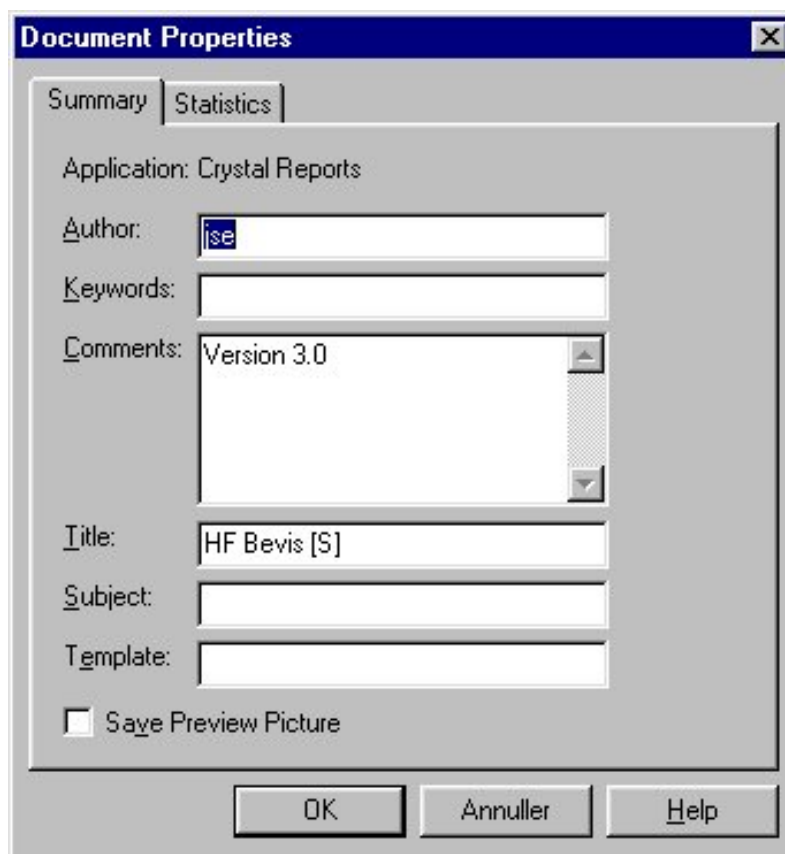 Document Properties
Summary Statistics
Application: Crystal Reports
Author: jse
Keywords:
Comments: Version 3.0
Title: HF Bevis [S]
Subject:
Template:
Save Preview Picture
OK Annuller Help